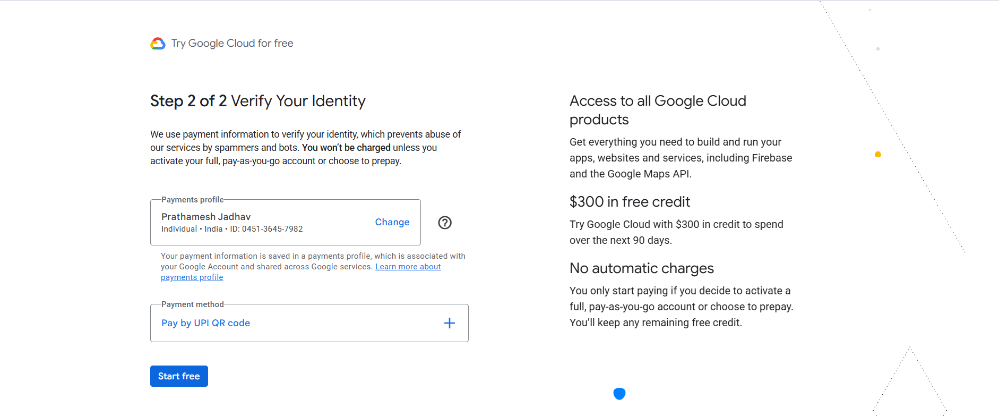 Try Google Cloud for free
Step 2 of 2 Verify Your Identity
We use payment information to verify your identity, which prevents abuse of
our services by spammers and bots. You won’t be charged unless you
activate your full, pay-as-you-go account or choose to prepay.
Payments profile
Prathamesh Jadhav
Individual • India • ID: 0451-3645-7982
Change
Your payment information is saved in a payments profile, which is associated with
your Google Account and shared across Google services. Learn more about
payments profile
Payment method
Pay by UPI QR code
Start free
Access to all Google Cloud
products
Get everything you need to build and run your
apps, websites and services, including Firebase
and the Google Maps API.
$300 in free credit
Try Google Cloud with $300 in credit to spend
over the next 90 days.
No automatic charges
You only start paying if you decide to activate a
full, pay-as-you-go account or choose to prepay.
You’ll keep any remaining free credit.